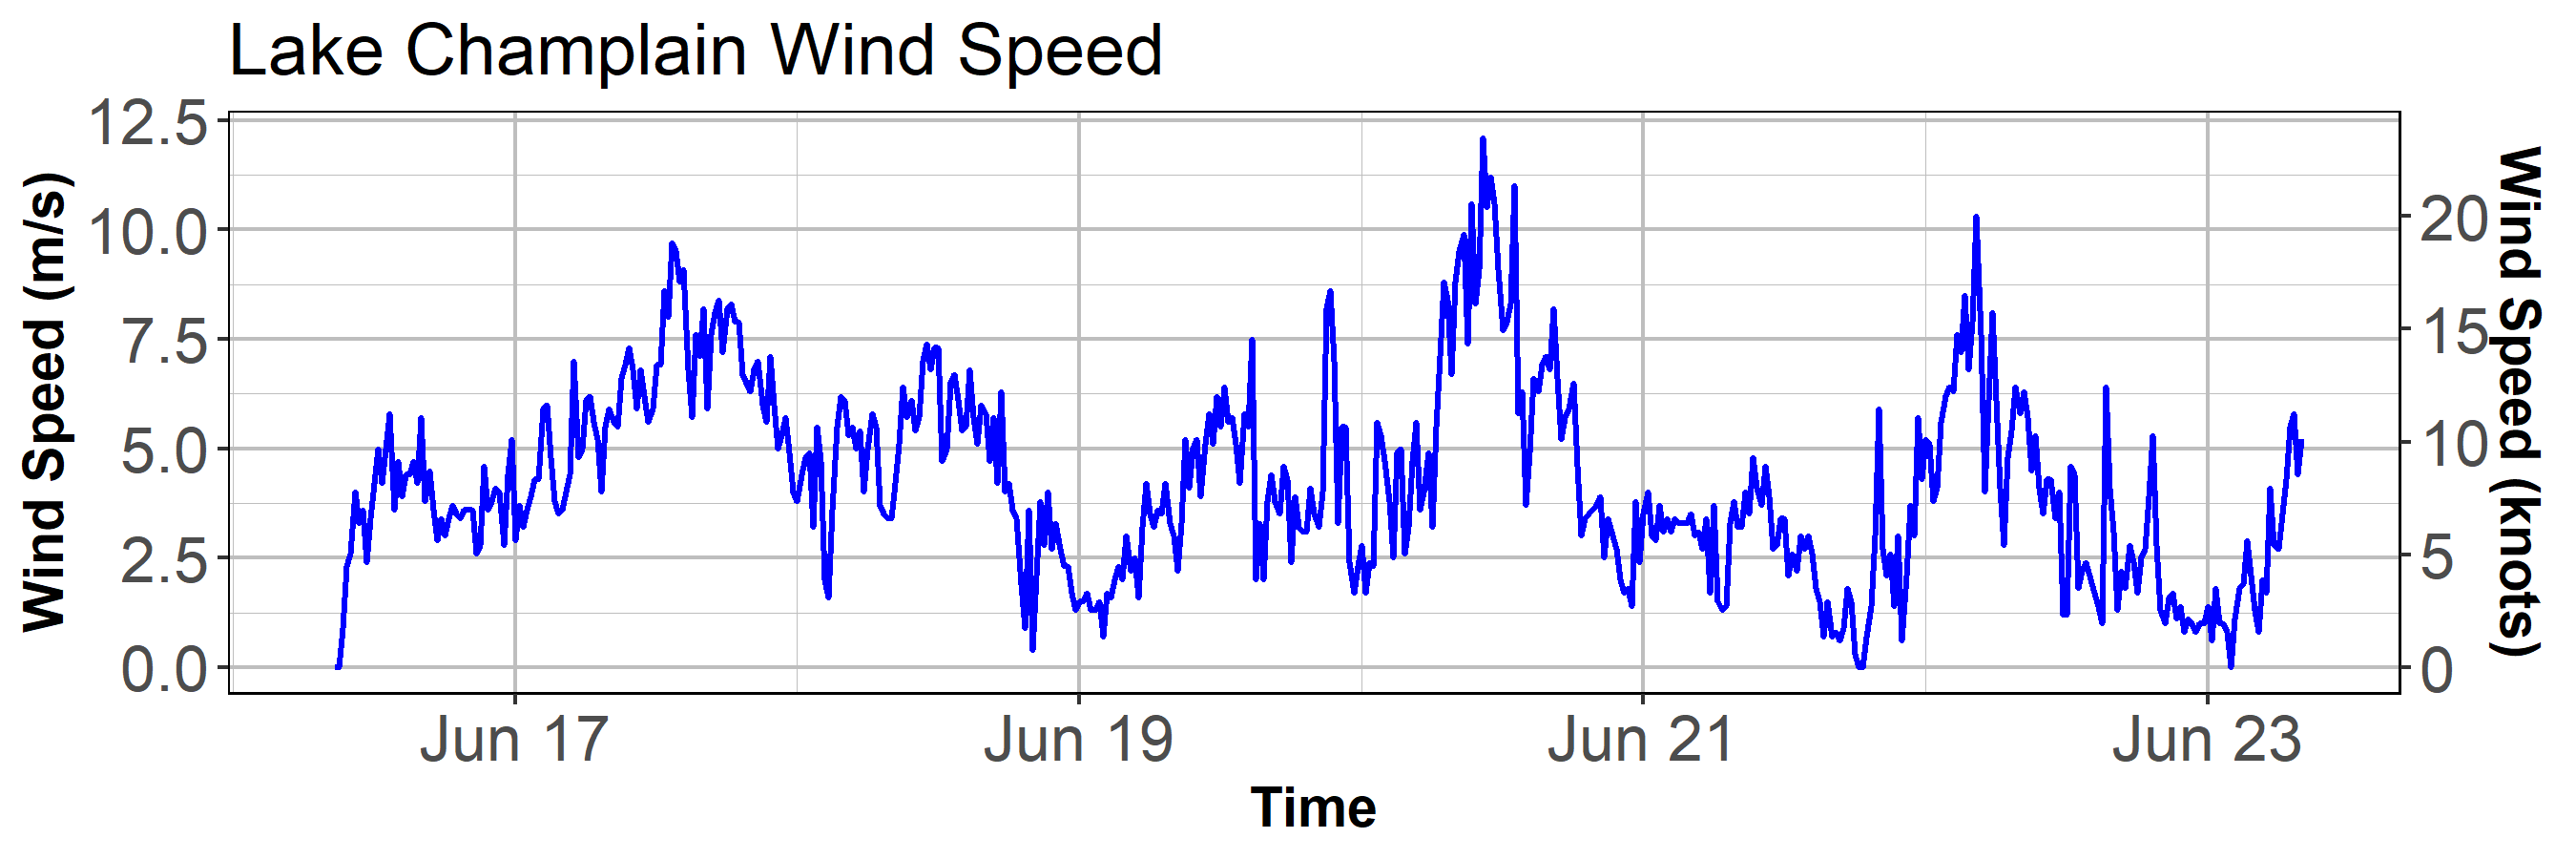 Lake Champlain Wind Speed
12.5
10.0
7.5
5.0
2.5
0.0
Wind Speed (m/s)
20
15
10
5
0
Wind Speed (knots)
Jun 17
Jun 19
Jun 21
Jun 23
Time